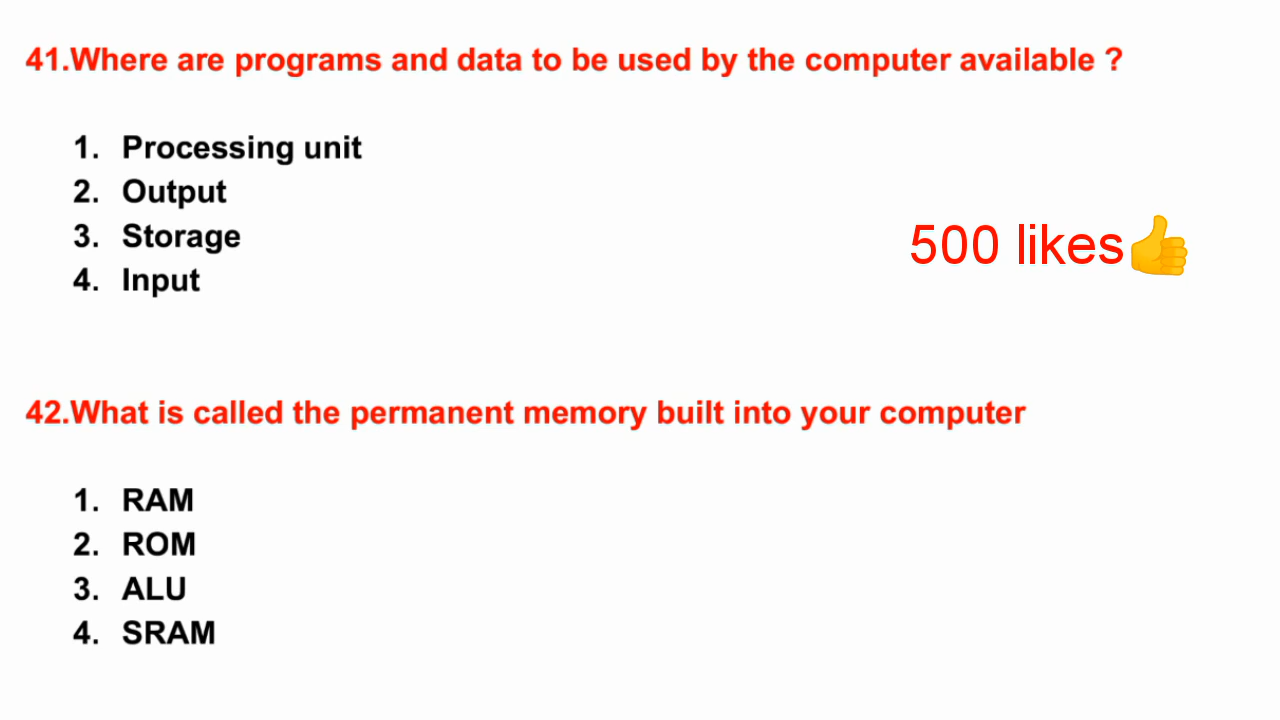 41.Where are programs and data to be used by the computer available ?
1. Processing unit
2. Output
3. Storage
4. Input
500 likes👍
42.What is called the permanent memory built into your computer
1. RAM
2. ROM
3. ALU
4. SRAM